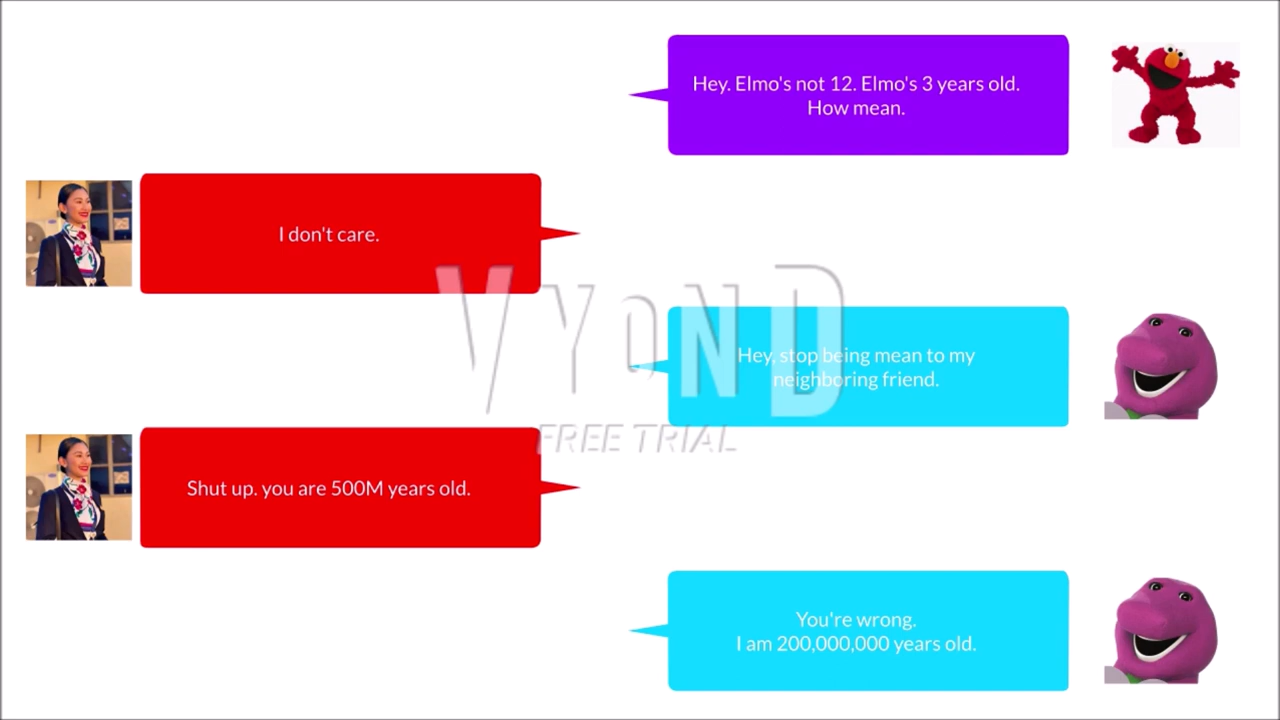 Hey. Elmo's not 12. Elmo's 3 years old.
How mean.
I don't care.
VYOND
FREE TRIAL
Hey, stop being mean to my
neighboring friend.
Shut up. you are 500M years old.
You're wrong.
I am 200,000,000 years old.